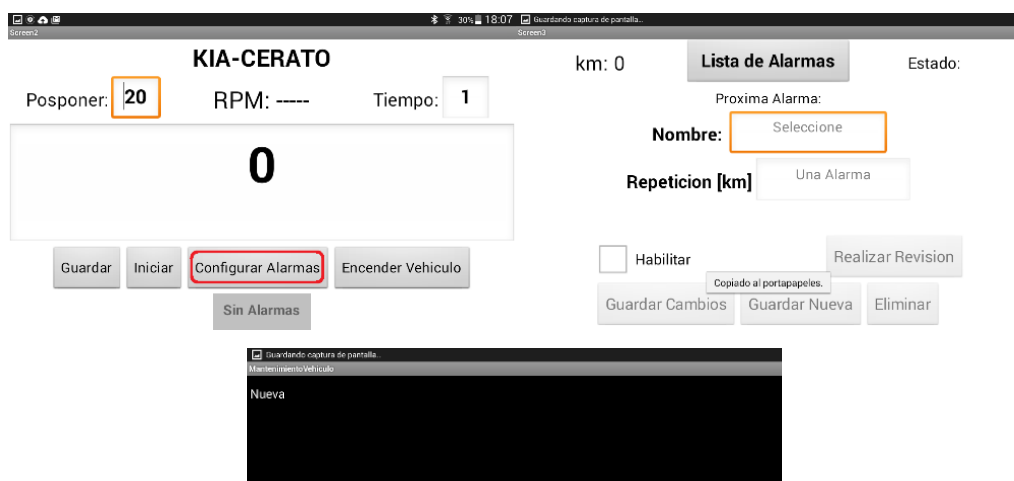 30% 18:07
Screen2
KIA-CERATO
Posponer: 20 RPM: ----- Tiempo: 1
0
Guardar Iniciar Configurar Alarmas Encender Vehiculo
Sin Alarmas
Guardando captura de pantalla...
Screen3
km: 0 Lista de Alarmas Estado:
Proxima Alarma:
Nombre: Seleccione
Repeticion [km] Una Alarma
Habilitar Realizar Revision
Copiado al portapapeles.
Guardar Cambios Guardar Nueva Eliminar
Guardando captura de pantalla...
MantenimientoVehiculo
Nueva